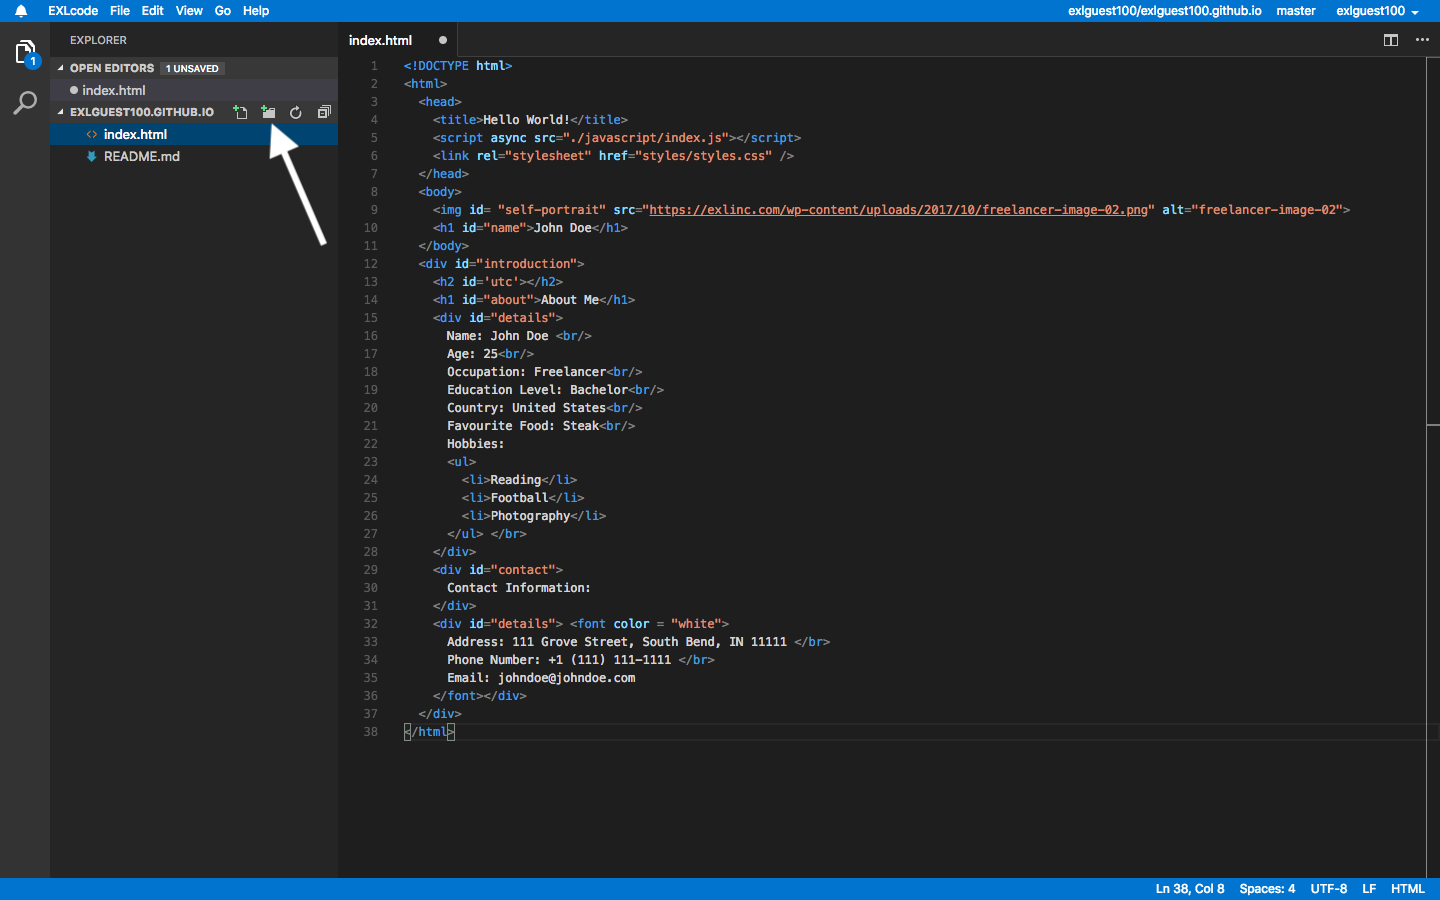 EXLcode File Edit View Go Help exlguest100/exlguest100.github.io master exlguest100
EXPLORER
1
OPEN EDITORS 1 UNSAVED
index.html
EXLGUEST100.GITHUB.IO
index.html
README.md
index.html
1 <!DOCTYPE html>
2 <html>
3 <head>
4 <title>Hello World!</title>
5 <script async src="./javascript/index.js"></script>
6 <link rel="stylesheet" href="styles/styles.css" />
7 </head>
8 <body>
9 <img id= "self-portrait" src="https://exlinc.com/wp-content/uploads/2017/10/freelancer-image-02.png" alt="freelancer-image-02">
10 <h1 id="name">John Doe</h1>
11 </body>
12 <div id="introduction">
13 <h2 id='utc'></h2>
14 <h1 id="about">About Me</h1>
15 <div id="details">
16 Name: John Doe <br/>
17 Age: 25<br/>
18 Occupation: Freelancer<br/>
19 Education Level: Bachelor<br/>
20 Country: United States<br/>
21 Favourite Food: Steak<br/>
22 Hobbies:
23 <ul>
24 <li>Reading</li>
25 <li>Football</li>
26 <li>Photography</li>
27 </ul> </br>
28 </div>
29 <div id="contact">
30 Contact Information:
31 </div>
32 <div id="details"> <font color = "white">
33 Address: 111 Grove Street, South Bend, IN 11111 </br>
34 Phone Number: +1 (111) 111-1111 </br>
35 Email: johndoe@johndoe.com
36 </font></div>
37 </div>
38 </html>
Ln 38, Col 8 Spaces: 4 UTF-8 LF HTML